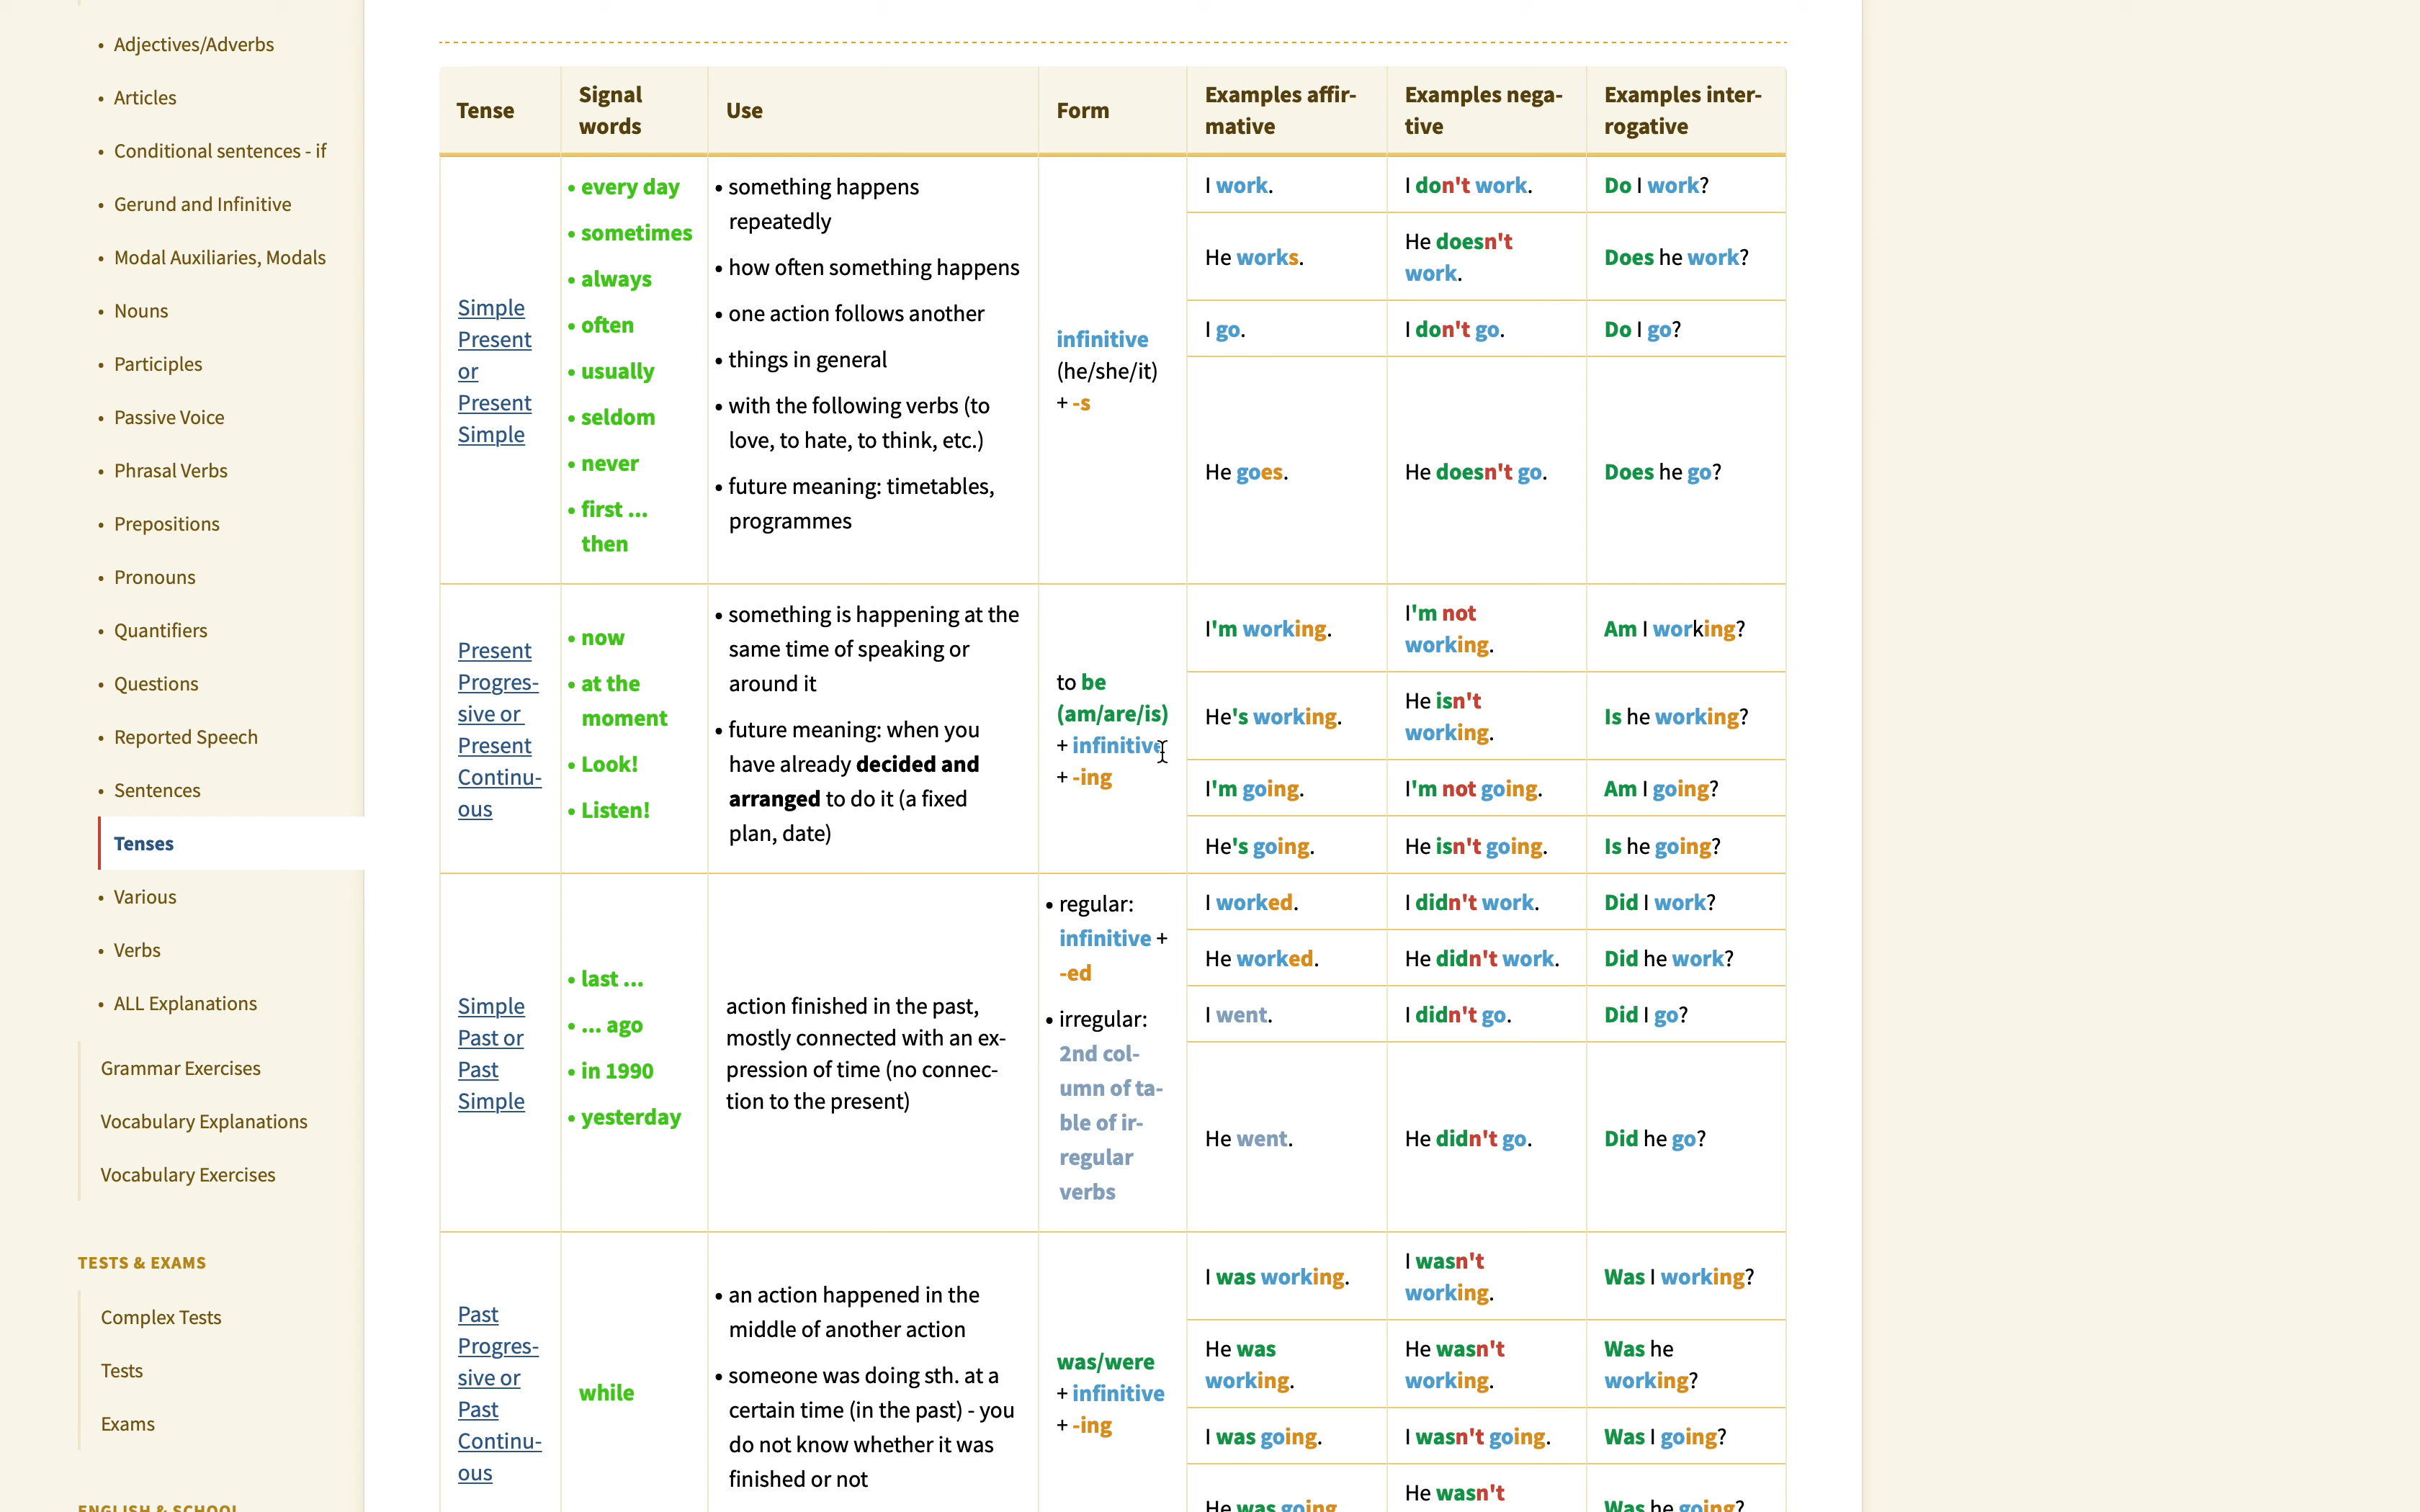 Adjectives/Adverbs
Articles
Conditional sentences - if
Gerund and Infinitive
Modal Auxiliaries, Modals
Nouns
Participles
Passive Voice
Phrasal Verbs
Prepositions
Pronouns
Quantifiers
Questions
Reported Speech
Sentences
Tenses
Various
Verbs
ALL Explanations
Grammar Exercises
Vocabulary Explanations
Vocabulary Exercises
TESTS & EXAMS
Complex Tests
Tests
Exams
ENGLISH & SCHOOL
Tense
Signal
words
Use
Form
Examples affir-
mative
Examples nega-
tive
Examples inter-
rogative
Simple
Present
or
Present
Simple
• every day
• sometimes
• always
• often
• usually
• seldom
• never
• first ...
then
• something happens
repeatedly
• how often something happens
• one action follows another
• things in general
• with the following verbs (to
love, to hate, to think, etc.)
• future meaning: timetables,
programmes
infinitive
(he/she/it)
+ -s
I work.
I don't work.
Do I work?
He works.
He doesn't
work.
Does he work?
I go.
I don't go.
Do I go?
He goes.
He doesn't go.
Does he go?
Present
Progres-
sive or
Present
Continu-
ous
• now
• at the
moment
• Look!
• Listen!
• something is happening at the
same time of speaking or
around it
• future meaning: when you
have already decided and
arranged to do it (a fixed
plan, date)
to be
(am/are/is)
+ infinitive
+ -ing
I'm working.
I'm not
working.
Am I working?
He's working.
He isn't
working.
Is he working?
I'm going.
I'm not going.
Am I going?
He's going.
He isn't going.
Is he going?
Simple
Past or
Past
Simple
• last ...
• ... ago
• in 1990
• yesterday
action finished in the past,
mostly connected with an ex-
pression of time (no connec-
tion to the present)
• regular:
infinitive +
-ed
• irregular:
2nd col-
umn of ta-
ble of ir-
regular
verbs
I worked.
I didn't work.
Did I work?
He worked.
He didn't work.
Did he work?
I went.
I didn't go.
Did I go?
He went.
He didn't go.
Did he go?
Past
Progres-
sive or
Past
Continu-
ous
while
• an action happened in the
middle of another action
• someone was doing sth. at a
certain time (in the past) - you
do not know whether it was
finished or not
was/were
+ infinitive
+ -ing
I was working.
I wasn't
working.
Was I working?
He was
working.
He wasn't
working.
Was he
working?
I was going.
I wasn't going.
Was I going?
He was going.
He wasn't
Was he going?